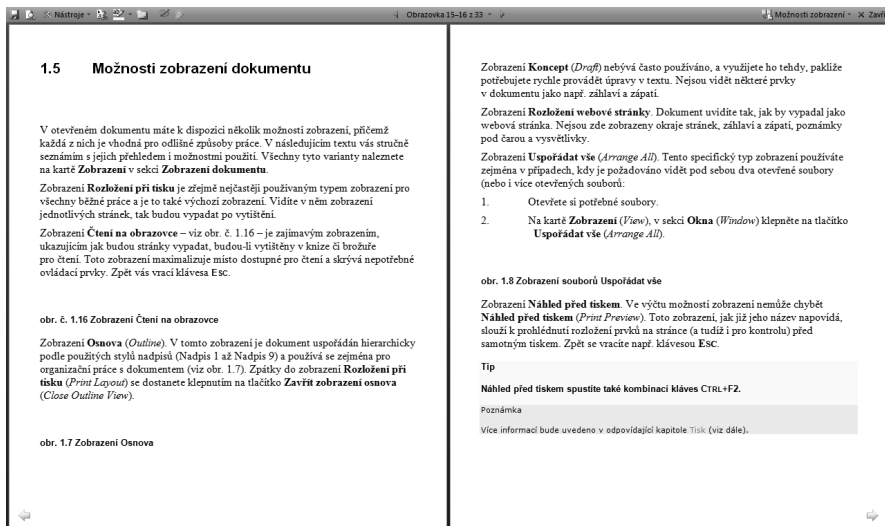 Nástroje
Obrazovka 15–16 z 33
Možnosti zobrazení
Zavří
1.5 Možnosti zobrazení dokumentu
V otevřeném dokumentu máte k dispozici několik možností zobrazení, přičemž
každá z nich je vhodná pro odlišné způsoby práce. V následujícím textu vás stručně
seznámím s jejich přehledem i možnostmi použití. Všechny tyto varianty naleznete
na kartě Zobrazení v sekci Zobrazení dokumentu.
Zobrazení Rozložení při tisku je zřejmě nejčastěji používaným typem zobrazení pro
všechny běžné práce a je to také výchozí zobrazení. Vidíte v něm zobrazení
jednotlivých stránek, tak budou vypadat po vytištění.
Zobrazení Čtení na obrazovce – viz obr. č. 1.16 – je zajímavým zobrazením,
ukazujícím jak budou stránky vypadat, budou-li vytištěny v knize či brožuře
pro čtení. Toto zobrazení maximalizuje místo dostupné pro čtení a skrývá nepotřebné
ovládací prvky. Zpět vás vrací klávesa ESC.
obr. č. 1.16 Zobrazení Čtení na obrazovce
Zobrazení Osnova (Outline). V tomto zobrazení je dokument uspořádán hierarchicky
podle použitých stylů nadpisů (Nadpis 1 až Nadpis 9) a používá se zejména pro
organizační práce s dokumentem (viz obr. 1.7). Zpátky do zobrazení Rozložení při
tisku (Print Layout) se dostanete klepnutím na tlačítko Zavřít zobrazení osnova
(Close Outline View).
obr. 1.7 Zobrazení Osnova
Zobrazení Koncept (Draft) nebývá často používáno, a využijete ho tehdy, pakliže
potřebujete rychle provádět úpravy v textu. Nejsou vidět některé prvky
v dokumentu jako např. záhlaví a zápatí.
Zobrazení Rozložení webové stránky. Dokument uvidíte tak, jak by vypadal jako
webová stránka. Nejsou zde zobrazeny okraje stránek, záhlaví a zápatí, poznámky
pod čarou a vysvětlivky.
Zobrazení Uspořádat vše (Arrange All). Tento specifický typ zobrazení používáte
zejména v případech, kdy je požadováno vidět pod sebou dva otevřené soubory
(nebo i více otevřených souborů:
1. Otevřete si potřebné soubory.
2. Na kartě Zobrazení (View), v sekci Okna (Window) klepněte na tlačítko
Uspořádat vše (Arrange All).
obr. 1.8 Zobrazení souborů Uspořádat vše
Zobrazení Náhled před tiskem. Ve výčtu možností zobrazení nemůže chybět
Náhled před tiskem (Print Preview). Toto zobrazení, jak již jeho název napovídá,
slouží k prohlédnutí rozložení prvků na stránce (a tudíž i pro kontrolu) před
samotným tiskem. Zpět se vracíte např. klávesou ESC.
Tip
Náhled před tiskem spustíte také kombinací kláves CTRL+F2.
Poznámka
Více informací bude uvedeno v odpovídající kapitole Tisk (viz dále).